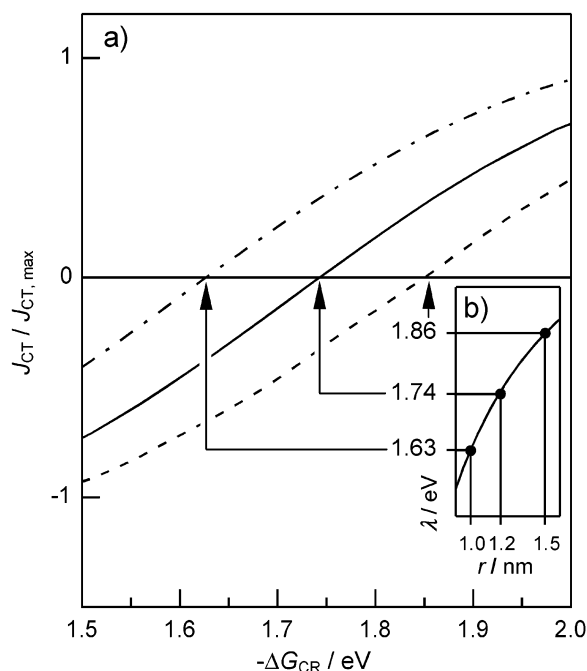 a)
1
0
-1
J_CT / J_CT, max
1.5 1.6 1.7 1.8 1.9 2.0
-ΔG_CR / eV
b)
1.86
1.74
1.63
λ / eV
1.0 1.2 1.5
r / nm